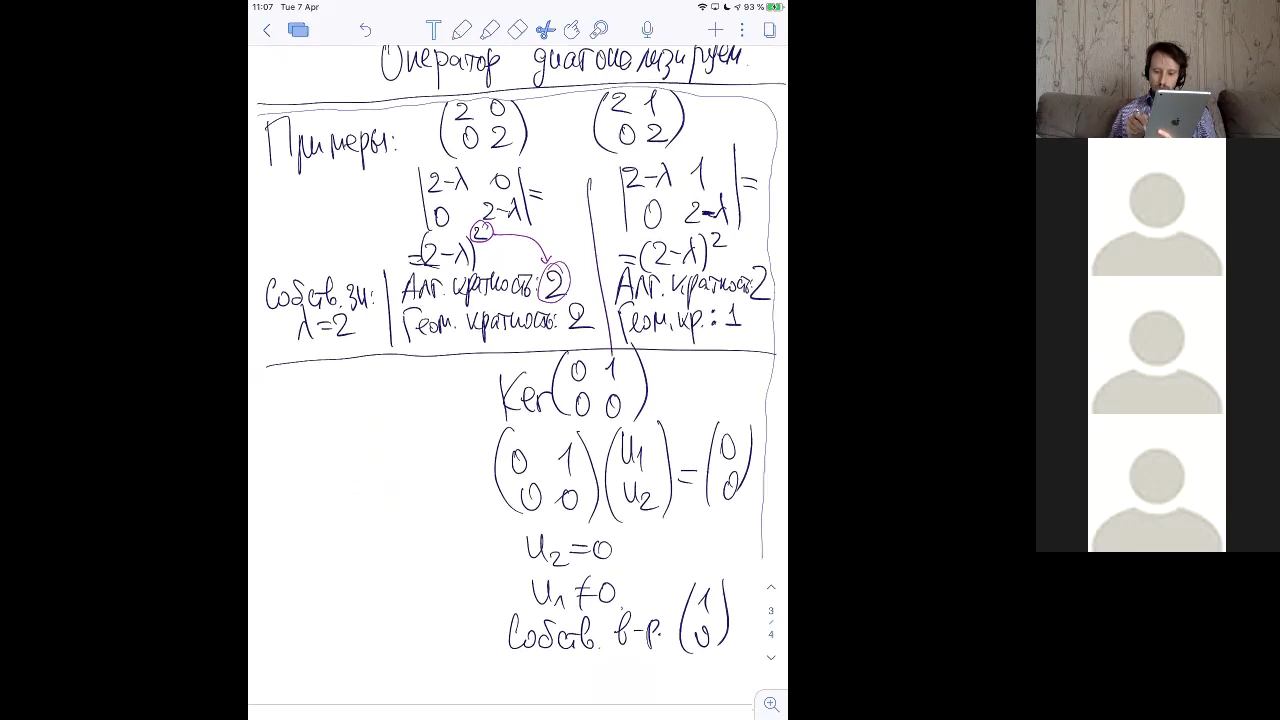 11:07 Tue 7 Apr 93 %
T
Оператор диагонализируем.
Примеры: (2 0 / 0 2) (2 1 / 0 2)
|2-λ 0 / 0 2-λ| = |2-λ 1 / 0 2-λ| =
=(2-λ)² =(2-λ)²
Собств. зн: Алг. кратность: 2 Алг. кратность: 2
λ=2 Геом. кратность: 2 Геом. кр.: 1
Ker(0 1 / 0 0)
(0 1 / 0 0)(u₁ / u₂) = (0 / 0)
u₂=0
u₁≠0.
Собств. в-р. (1 / 0)
3
/
4